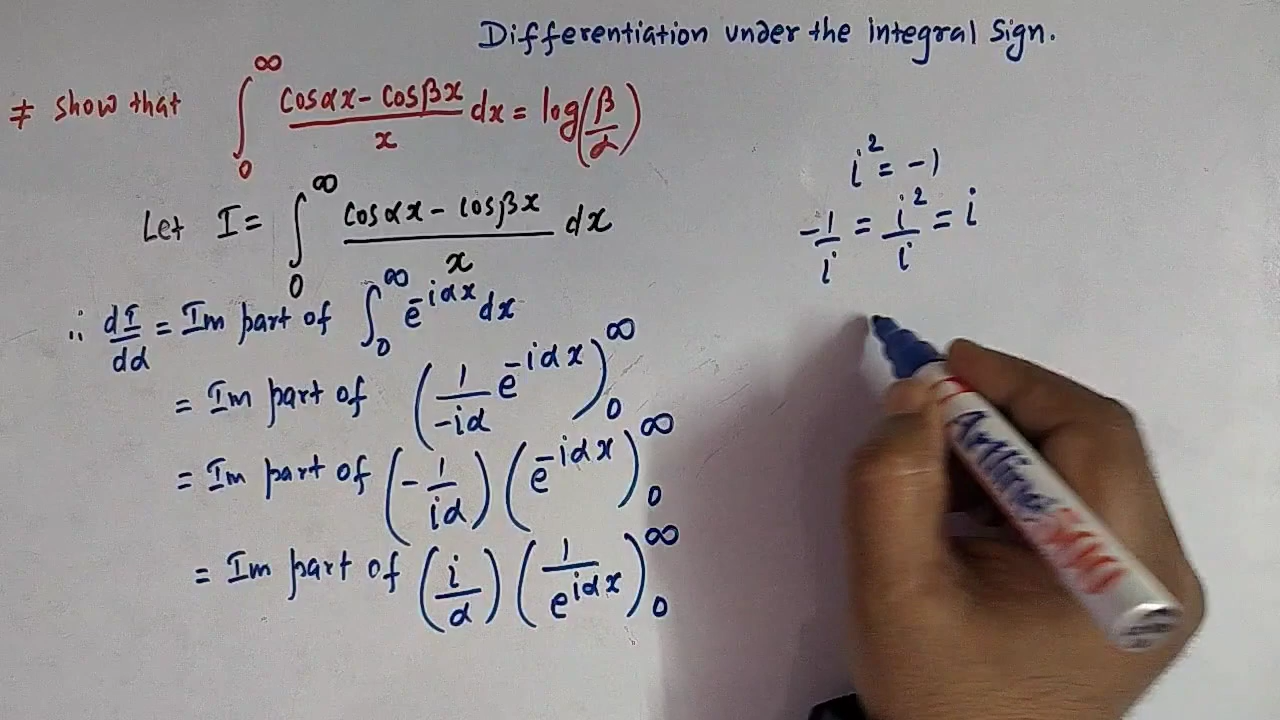 Differentiation under the Integral Sign.
≠ show that ∫₀^∞ (cosαx - cosβx)/x dx = log(β/α)
Let I = ∫₀^∞ (cosαx - cosβx)/x dx
∴ dI/dα = Im part of ∫₀^∞ e^{-iαx} dx
= Im part of (1/(-iα) e^{-iαx})₀^∞
= Im part of (-1/(iα)) (e^{-iαx})₀^∞
= Im part of (i/α) (1/e^{iαx})₀^∞
i² = -1
-1/i = i²/i = i
Artline